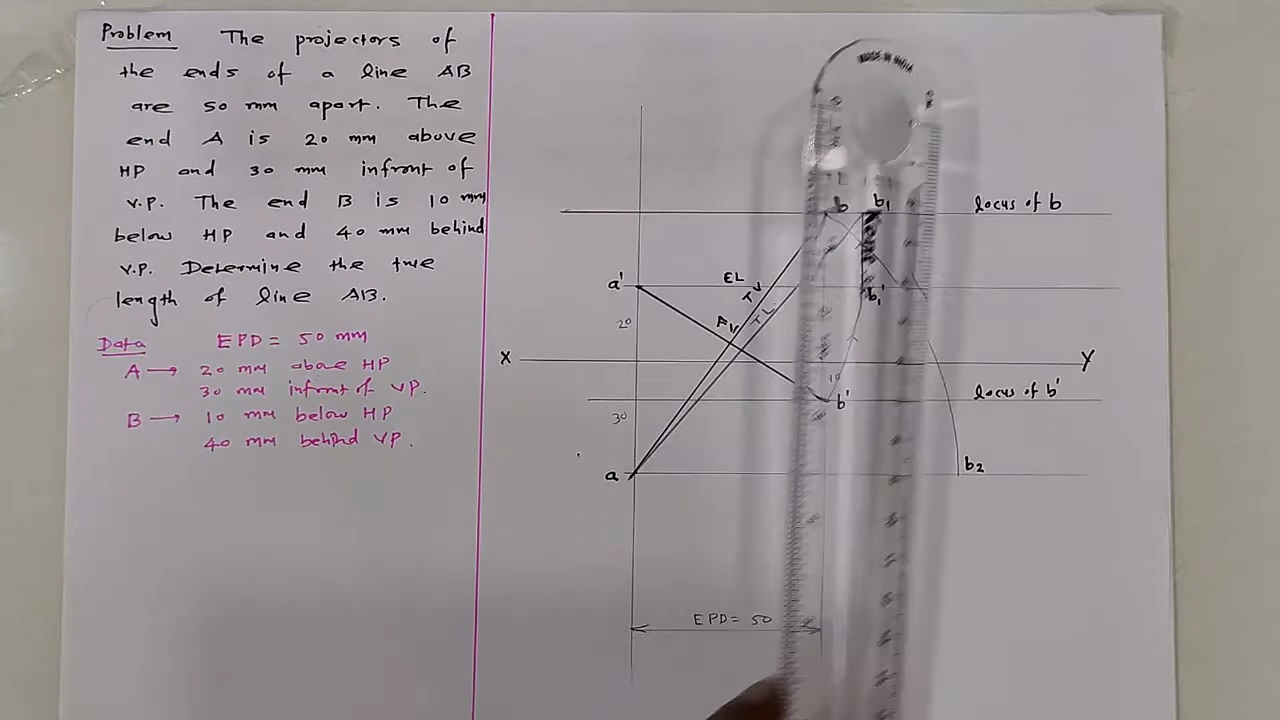 Problem The projectors of
the ends of a line AB
are 50 mm apart. The
end A is 20 mm above
HP and 30 mm infront of
V.P. The end B is 10 mm
below HP and 40 mm behind
V.P. Determine the true
length of line AB.
Data EPD = 50 mm
A → 20 mm above HP
30 mm infront of VP.
B → 10 mm below HP
40 mm behind VP.
b b1 locus of b
EL
a' TV
b1'
20 FV TL
X Y
10
b' locus of b'
30
a b2
EPD = 50